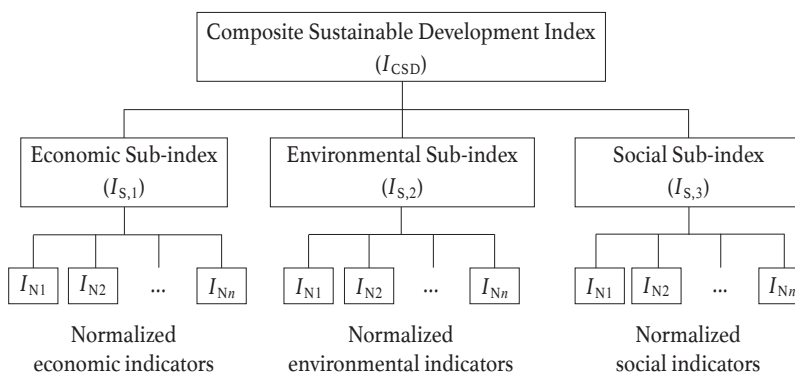 Composite Sustainable Development Index
(I_CSD)
Economic Sub-index
(I_S,1)
Environmental Sub-index
(I_S,2)
Social Sub-index
(I_S,3)
I_N1 I_N2 ... I_Nn
I_N1 I_N2 ... I_Nn
I_N1 I_N2 ... I_Nn
Normalized
economic indicators
Normalized
environmental indicators
Normalized
social indicators